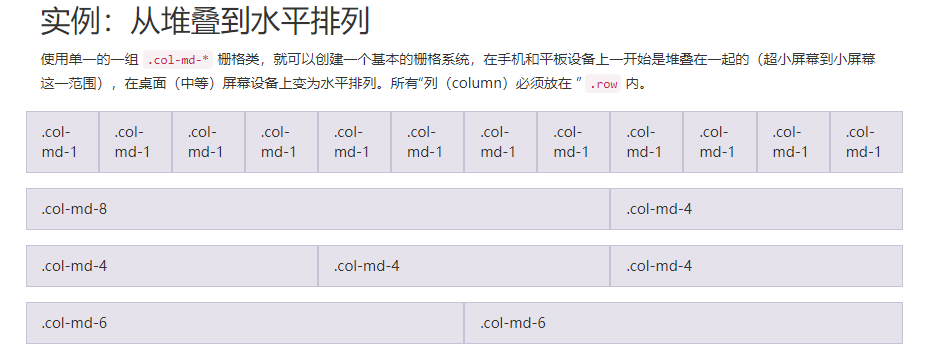 实例：从堆叠到水平排列
使用单一的一组 .col-md-* 栅格类，就可以创建一个基本的栅格系统，在手机和平板设备上一开始是堆叠在一起的（超小屏幕到小屏幕
这一范围），在桌面（中等）屏幕设备上变为水平排列。所有“列（column）必须放在 ” .row 内。
.col- .col- .col- .col- .col- .col- .col- .col- .col- .col- .col- .col-
md-1 md-1 md-1 md-1 md-1 md-1 md-1 md-1 md-1 md-1 md-1 md-1
.col-md-8 .col-md-4
.col-md-4 .col-md-4 .col-md-4
.col-md-6 .col-md-6